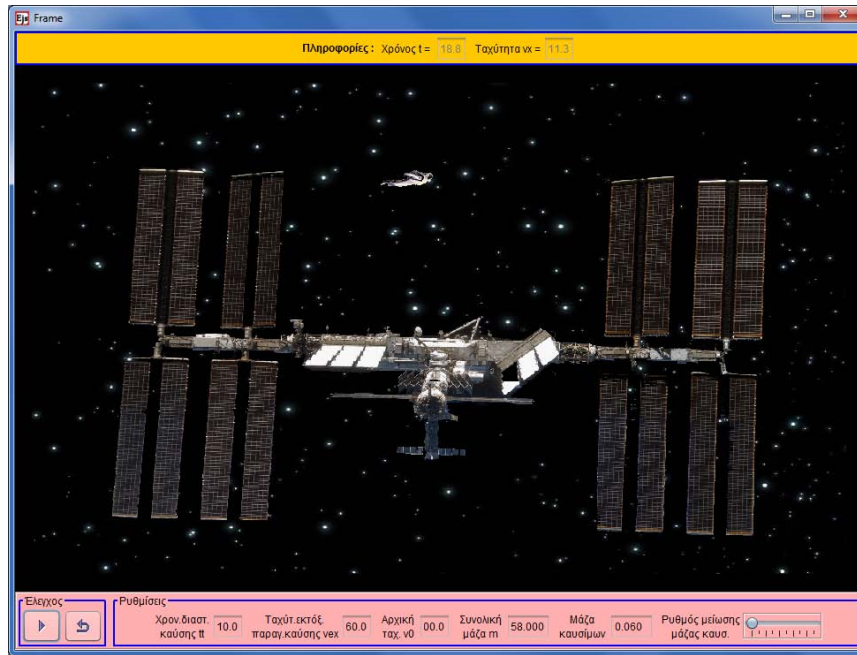 Ejs Frame
Πληροφορίες : Χρόνος t = 18.8 Ταχύτητα vx = 11.3
Έλεγχος
Ρυθμίσεις
Χρον.διαστ. καύσης tt 10.0
Ταχύτ.εκτόξ. παραγ.καύσης vex 60.0
Αρχική ταχ. v0 00.0
Συνολική μάζα m 58.000
Μάζα καυσίμων 0.060
Ρυθμός μείωσης μάζας καυσ.